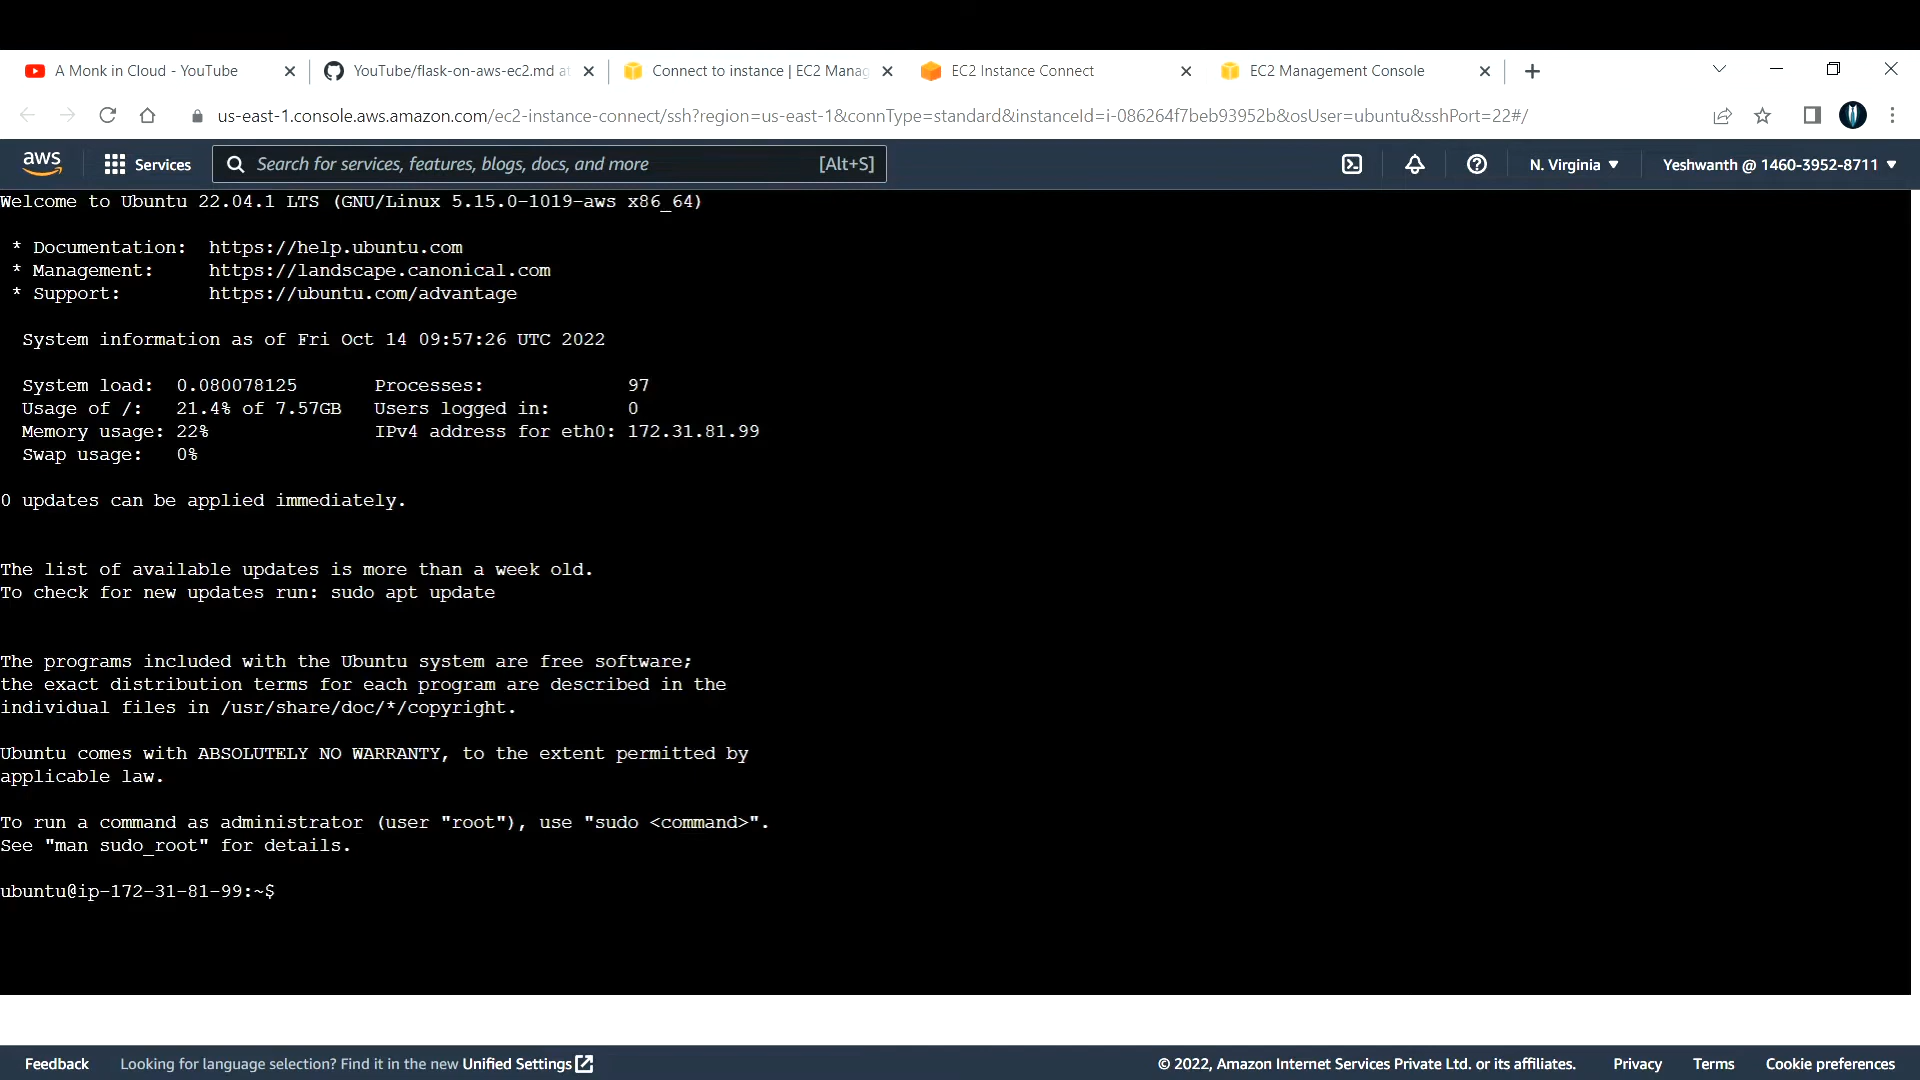 A Monk in Cloud - YouTube
YouTube/flask-on-aws-ec2.md at
Connect to instance | EC2 Manag
EC2 Instance Connect
EC2 Management Console
us-east-1.console.aws.amazon.com/ec2-instance-connect/ssh?region=us-east-1&connType=standard&instanceId=i-086264f7beb93952b&osUser=ubuntu&sshPort=22#/
aws
Services
Search for services, features, blogs, docs, and more [Alt+S]
N. Virginia
Yeshwanth @ 1460-3952-8711
Welcome to Ubuntu 22.04.1 LTS (GNU/Linux 5.15.0-1019-aws x86_64)
* Documentation: https://help.ubuntu.com
* Management: https://landscape.canonical.com
* Support: https://ubuntu.com/advantage
System information as of Fri Oct 14 09:57:26 UTC 2022
System load: 0.080078125 Processes: 97
Usage of /: 21.4% of 7.57GB Users logged in: 0
Memory usage: 22% IPv4 address for eth0: 172.31.81.99
Swap usage: 0%
0 updates can be applied immediately.
The list of available updates is more than a week old.
To check for new updates run: sudo apt update
The programs included with the Ubuntu system are free software;
the exact distribution terms for each program are described in the
individual files in /usr/share/doc/*/copyright.
Ubuntu comes with ABSOLUTELY NO WARRANTY, to the extent permitted by
applicable law.
To run a command as administrator (user "root"), use "sudo <command>".
See "man sudo_root" for details.
ubuntu@ip-172-31-81-99:~$
Feedback
Looking for language selection? Find it in the new Unified Settings
© 2022, Amazon Internet Services Private Ltd. or its affiliates.
Privacy
Terms
Cookie preferences